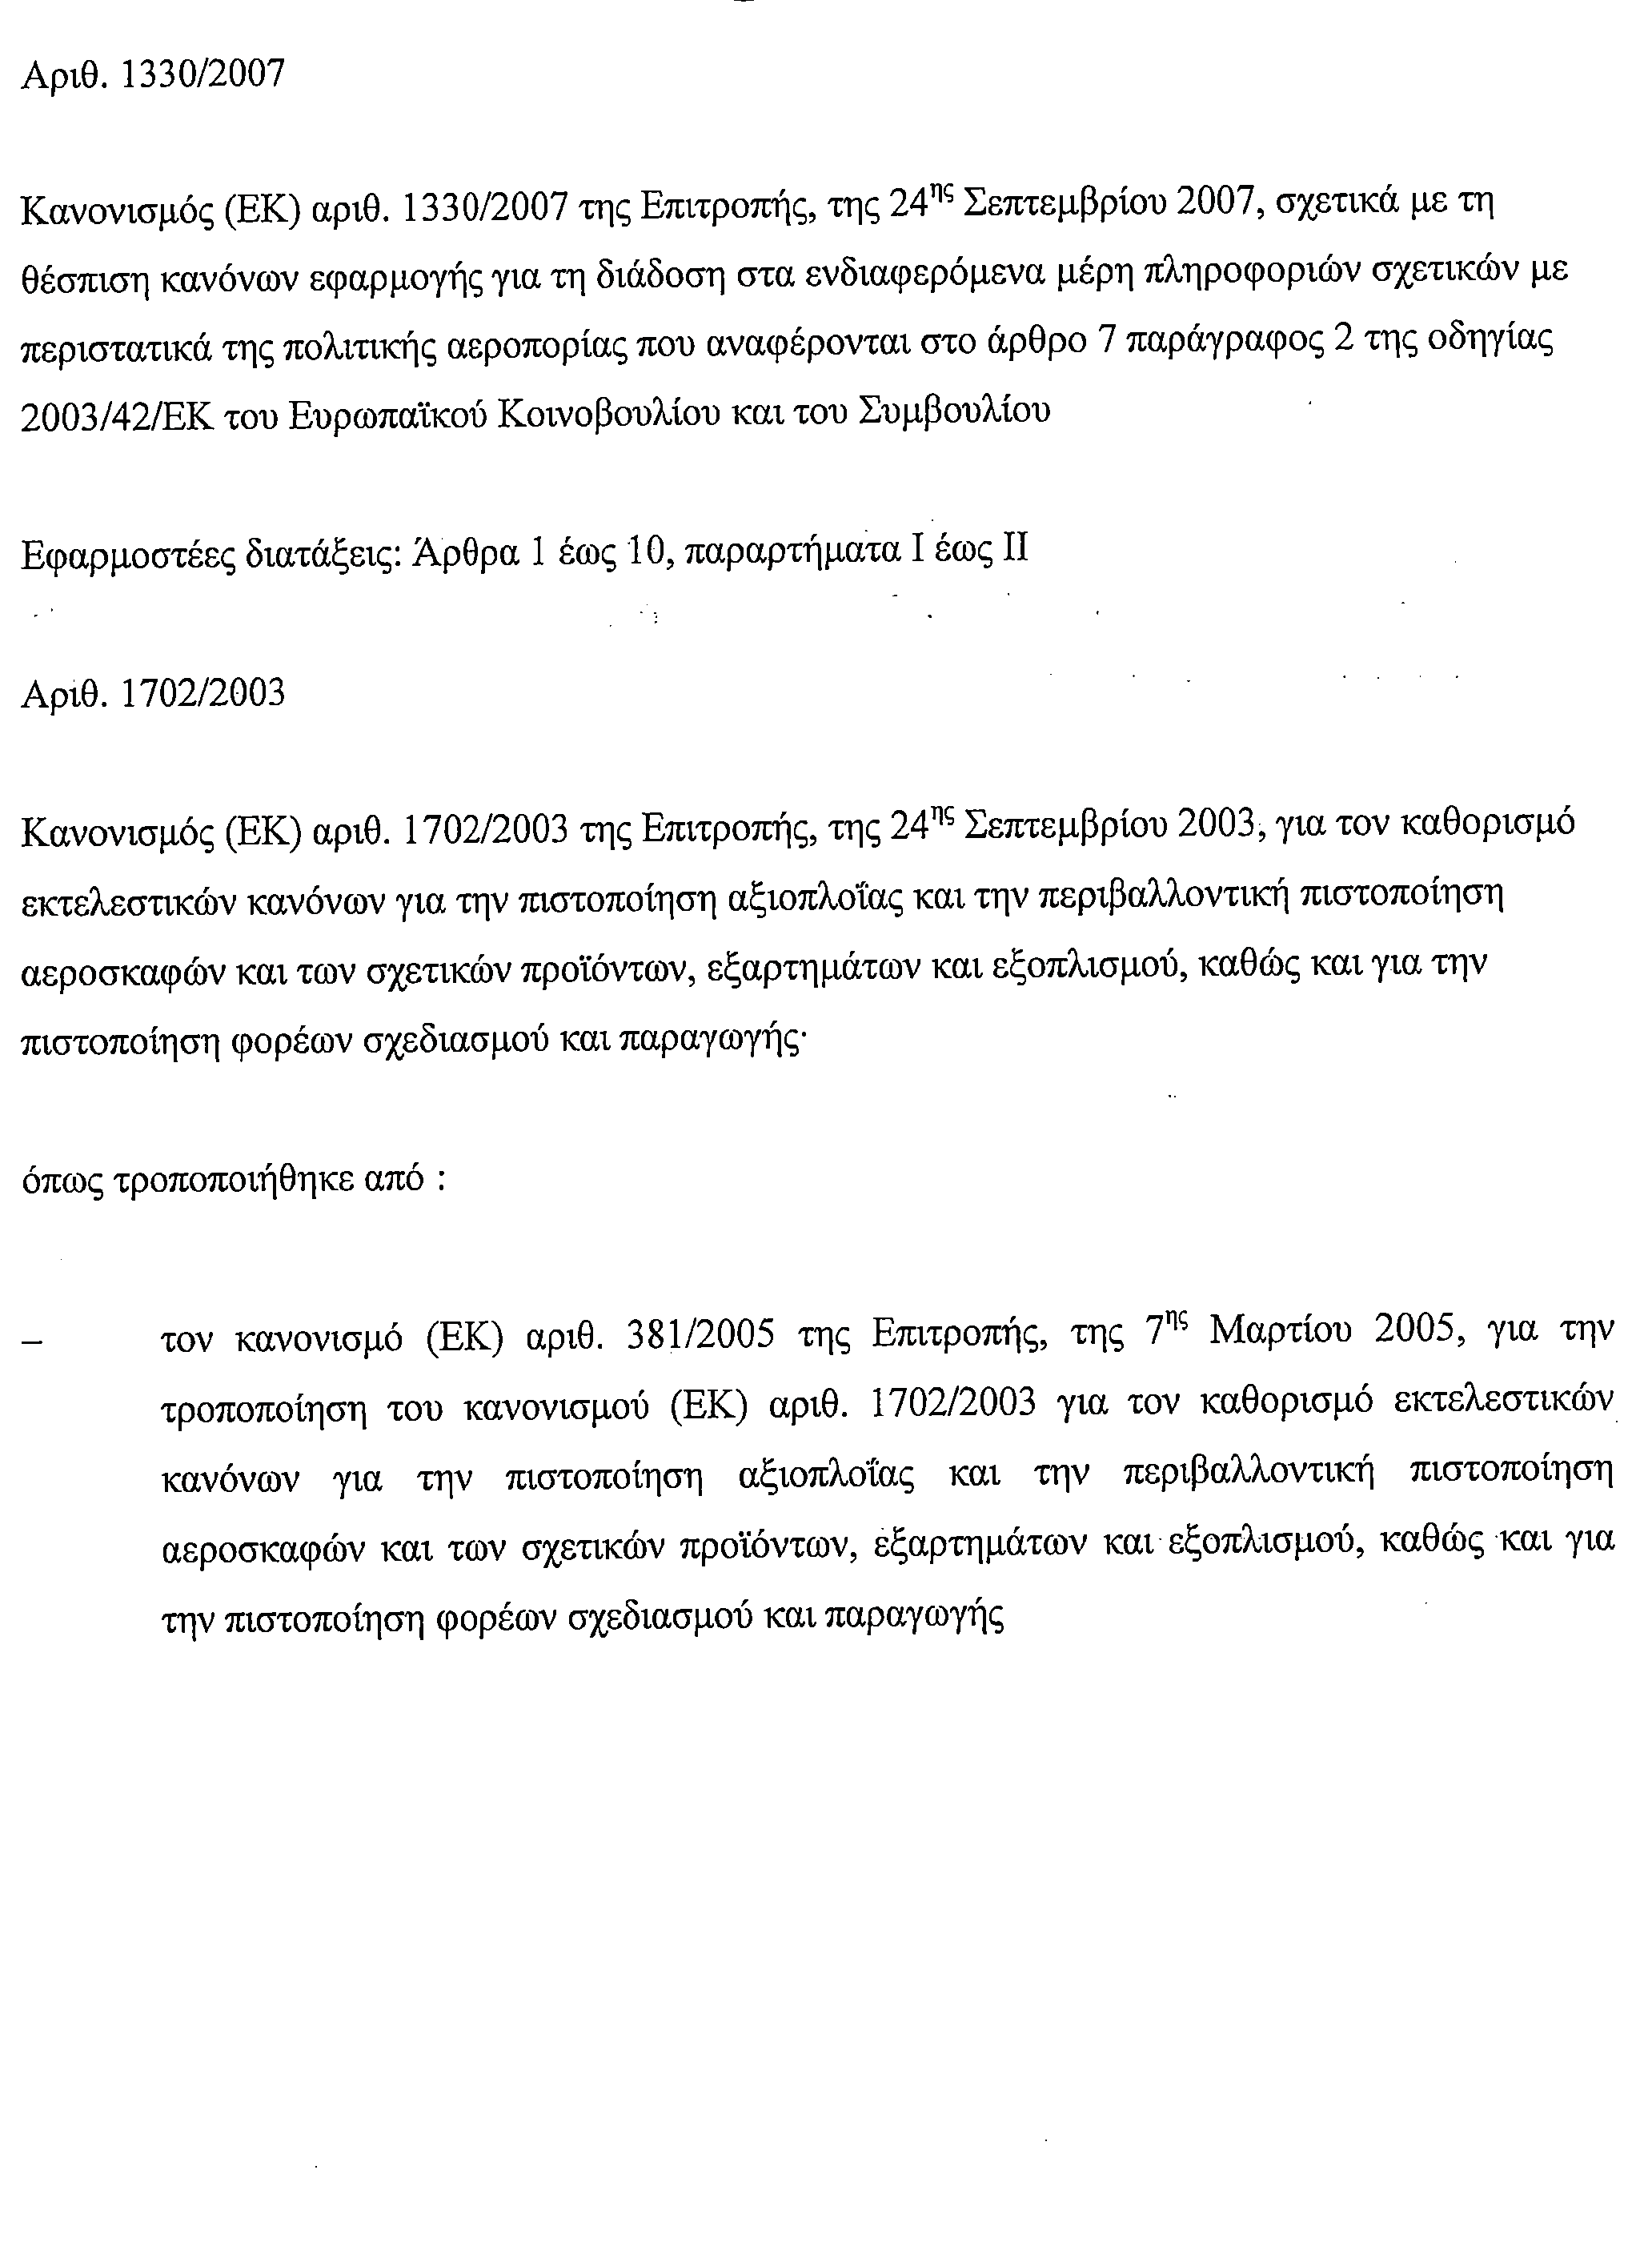 Αριθ. 1330/2007
Κανονισμός (ΕΚ) αριθ. 1330/2007 της Επιτροπής, της 24ης Σεπτεμβρίου 2007, σχετικά με τη
θέσπιση κανόνων εφαρμογής για τη διάδοση στα ενδιαφερόμενα μέρη πληροφοριών σχετικών με
περιστατικά της πολιτικής αεροπορίας που αναφέρονται στο άρθρο 7 παράγραφος 2 της οδηγίας
2003/42/ΕΚ του Ευρωπαϊκού Κοινοβουλίου και του Συμβουλίου
Εφαρμοστέες διατάξεις: Άρθρα 1 έως 10, παραρτήματα I έως II
Αριθ. 1702/2003
Κανονισμός (ΕΚ) αριθ. 1702/2003 της Επιτροπής, της 24ης Σεπτεμβρίου 2003, για τον καθορισμό
εκτελεστικών κανόνων για την πιστοποίηση αξιοπλοΐας και την περιβαλλοντική πιστοποίηση
αεροσκαφών και των σχετικών προϊόντων, εξαρτημάτων και εξοπλισμού, καθώς και για την
πιστοποίηση φορέων σχεδιασμού και παραγωγής·
όπως τροποποιήθηκε από :
– τον κανονισμό (ΕΚ) αριθ. 381/2005 της Επιτροπής, της 7ης Μαρτίου 2005, για την
τροποποίηση του κανονισμού (ΕΚ) αριθ. 1702/2003 για τον καθορισμό εκτελεστικών
κανόνων για την πιστοποίηση αξιοπλοΐας και την περιβαλλοντική πιστοποίηση
αεροσκαφών και των σχετικών προϊόντων, εξαρτημάτων και εξοπλισμού, καθώς και για
την πιστοποίηση φορέων σχεδιασμού και παραγωγής